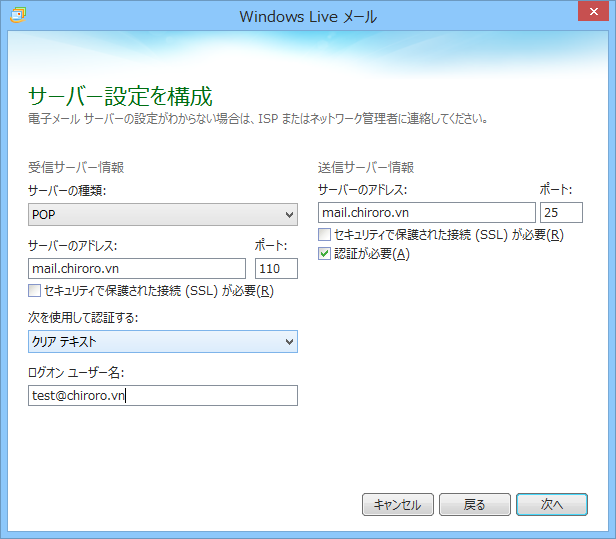 Windows Live メール
サーバー設定を構成
電子メール サーバーの設定がわからない場合は、ISP またはネットワーク管理者に連絡してください。
受信サーバー情報
サーバーの種類:
POP
サーバーのアドレス: ポート:
mail.chiroro.vn 110
セキュリティで保護された接続 (SSL) が必要(R)
次を使用して認証する:
クリア テキスト
ログオン ユーザー名:
test@chiroro.vn
送信サーバー情報
サーバーのアドレス: ポート:
mail.chiroro.vn 25
セキュリティで保護された接続 (SSL) が必要(R)
認証が必要(A)
キャンセル 戻る 次へ